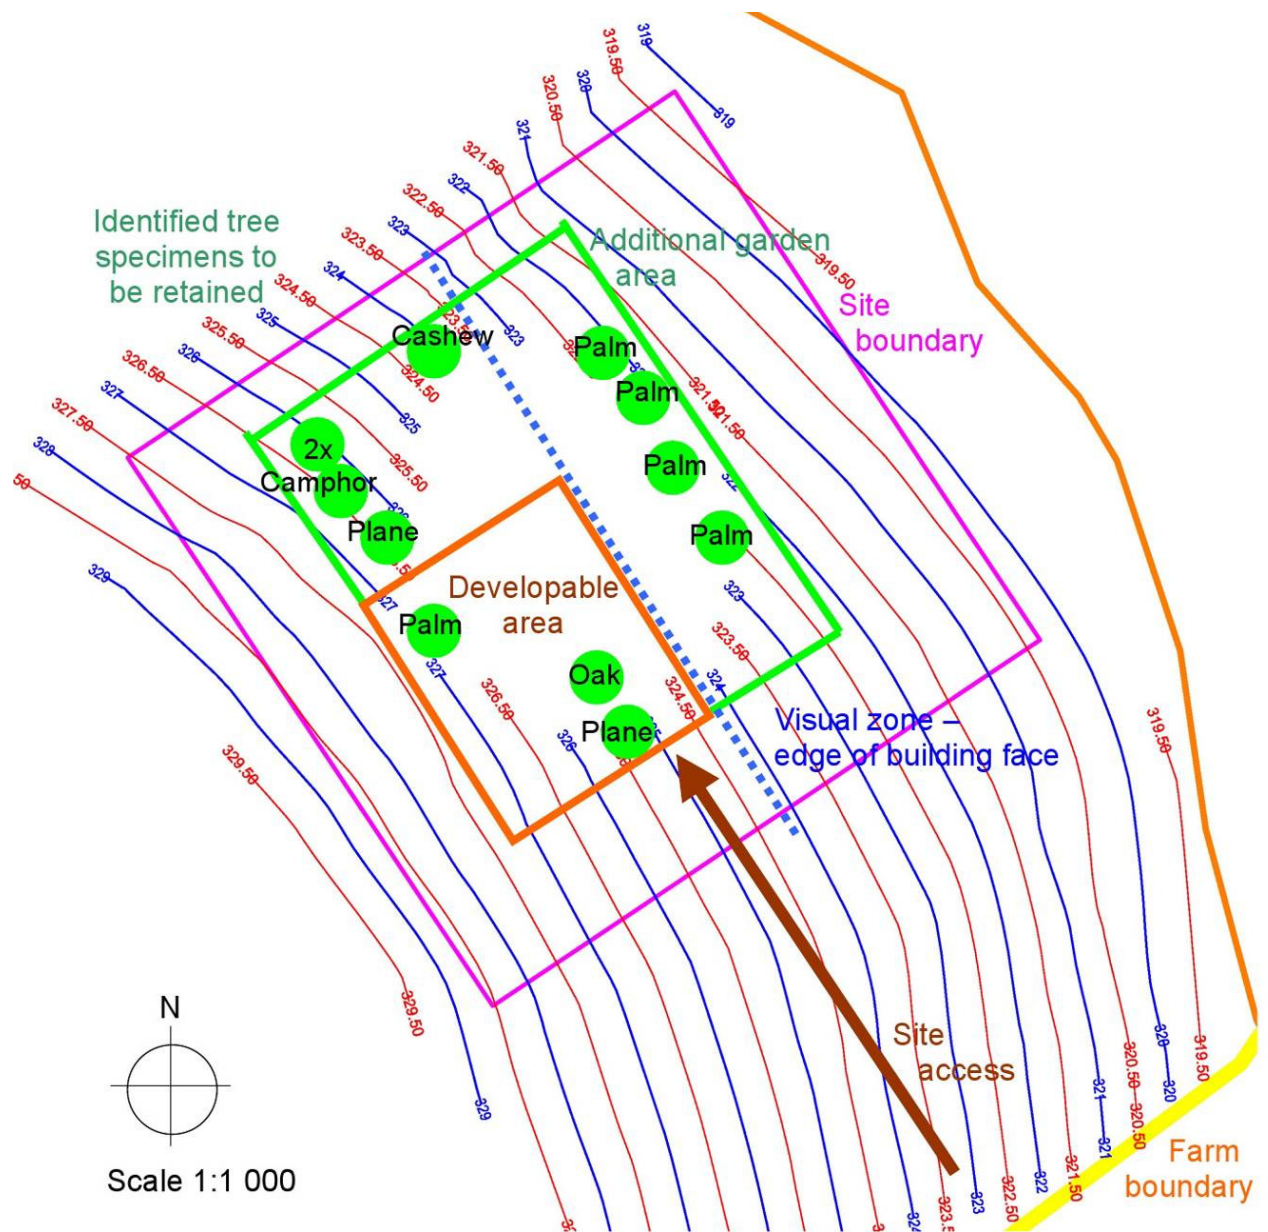 319
319.50
320
320.50
319
321
321.50
322
322.50
323
323.50
324
324.50
325
325.50
326
326.50
327
327.50
328
50
329
Identified tree
specimens to
be retained
Additional garden
area
319.50
Site
boundary
Cashew
323
324.50
325
325.50
Palm
Palm
321.50
321.50
2x
Camphor
Plane
Palm
322
Palm
327
Developable
area
Palm
323
323.50
327
326.50
Oak
Plane
324.50
324
326
Visual zone –
edge of building face
319.50
329.50
329.50
329
N
Scale 1:1 000
Site
access
320
319.50
320.50
320
321
320.50
321
321.50
322
322.50
323
Farm
boundary